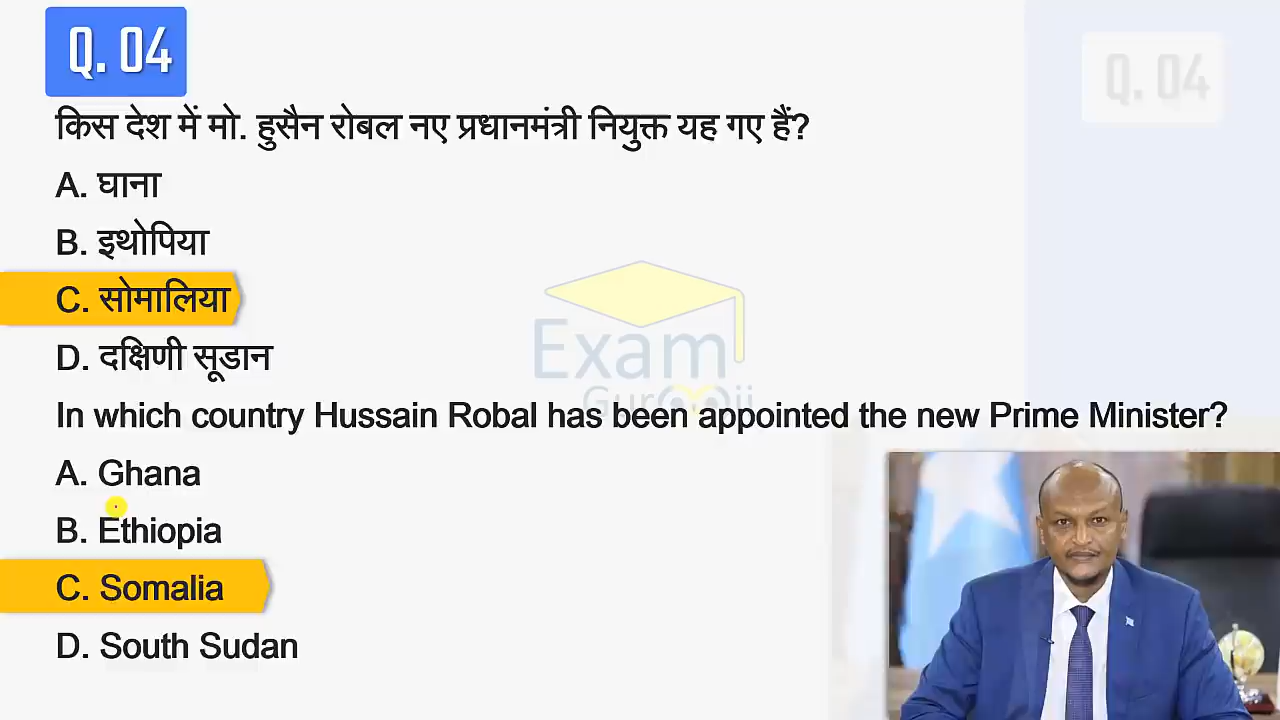 Q. 04
Q. 04
किस देश में मो. हुसैन रोबल नए प्रधानमंत्री नियुक्त यह गए हैं?
A. घाना
B. इथोपिया
C. सोमालिया
D. दक्षिणी सूडान
Exam
In which country Hussain Robal has been appointed the new Prime Minister?
A. Ghana
B. Ethiopia
C. Somalia
D. South Sudan